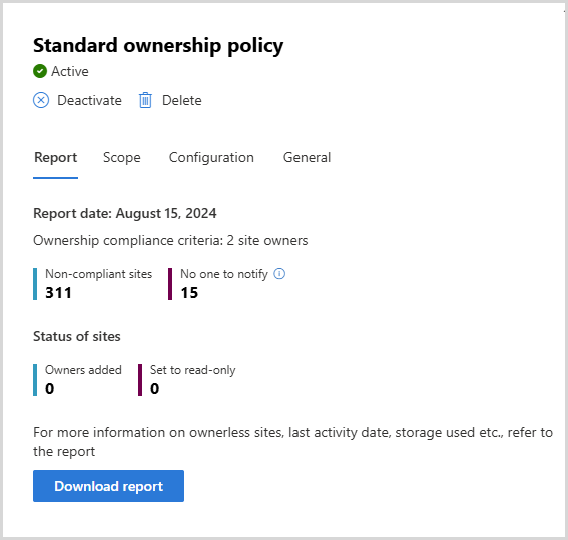 Standard ownership policy
Active
Deactivate Delete
Report Scope Configuration General
Report date: August 15, 2024
Ownership compliance criteria: 2 site owners
Non-compliant sites No one to notify
311 15
Status of sites
Owners added Set to read-only
0 0
For more information on ownerless sites, last activity date, storage used etc., refer to
the report
Download report